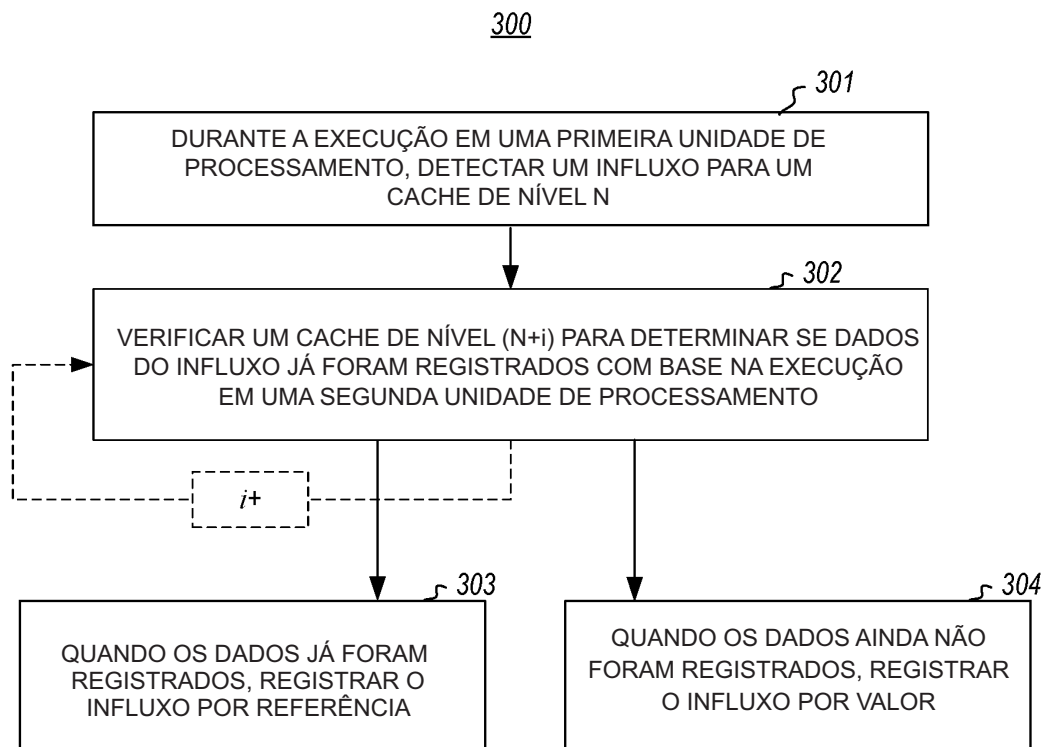 300
301
DURANTE A EXECUÇÃO EM UMA PRIMEIRA UNIDADE DE
PROCESSAMENTO, DETECTAR UM INFLUXO PARA UM
CACHE DE NÍVEL N
302
VERIFICAR UM CACHE DE NÍVEL (N+i) PARA DETERMINAR SE DADOS
DO INFLUXO JÁ FORAM REGISTRADOS COM BASE NA EXECUÇÃO
EM UMA SEGUNDA UNIDADE DE PROCESSAMENTO
i+
303
QUANDO OS DADOS JÁ FORAM
REGISTRADOS, REGISTRAR O
INFLUXO POR REFERÊNCIA
304
QUANDO OS DADOS AINDA NÃO
FORAM REGISTRADOS, REGISTRAR
O INFLUXO POR VALOR